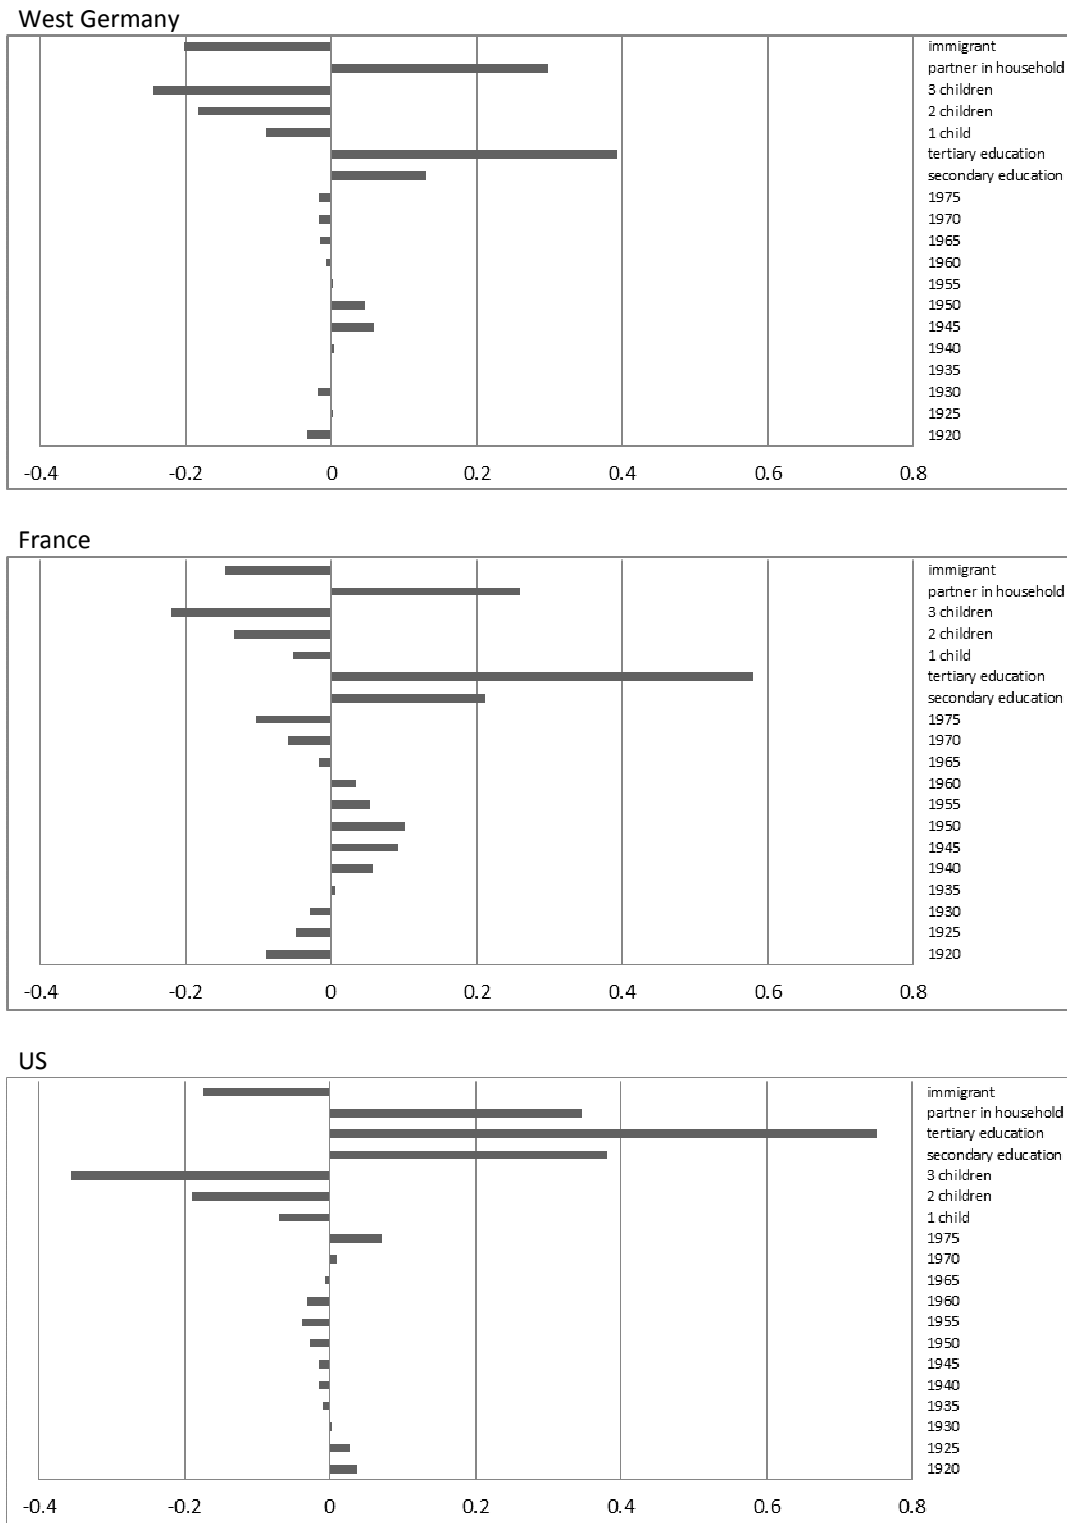 West Germany
immigrant
partner in household
3 children
2 children
1 child
tertiary education
secondary education
1975
1970
1965
1960
1955
1950
1945
1940
1935
1930
1925
1920
-0.4 -0.2 0 0.2 0.4 0.6 0.8
France
immigrant
partner in household
3 children
2 children
1 child
tertiary education
secondary education
1975
1970
1965
1960
1955
1950
1945
1940
1935
1930
1925
1920
-0.4 -0.2 0 0.2 0.4 0.6 0.8
US
immigrant
partner in household
tertiary education
secondary education
3 children
2 children
1 child
1975
1970
1965
1960
1955
1950
1945
1940
1935
1930
1925
1920
-0.4 -0.2 0 0.2 0.4 0.6 0.8